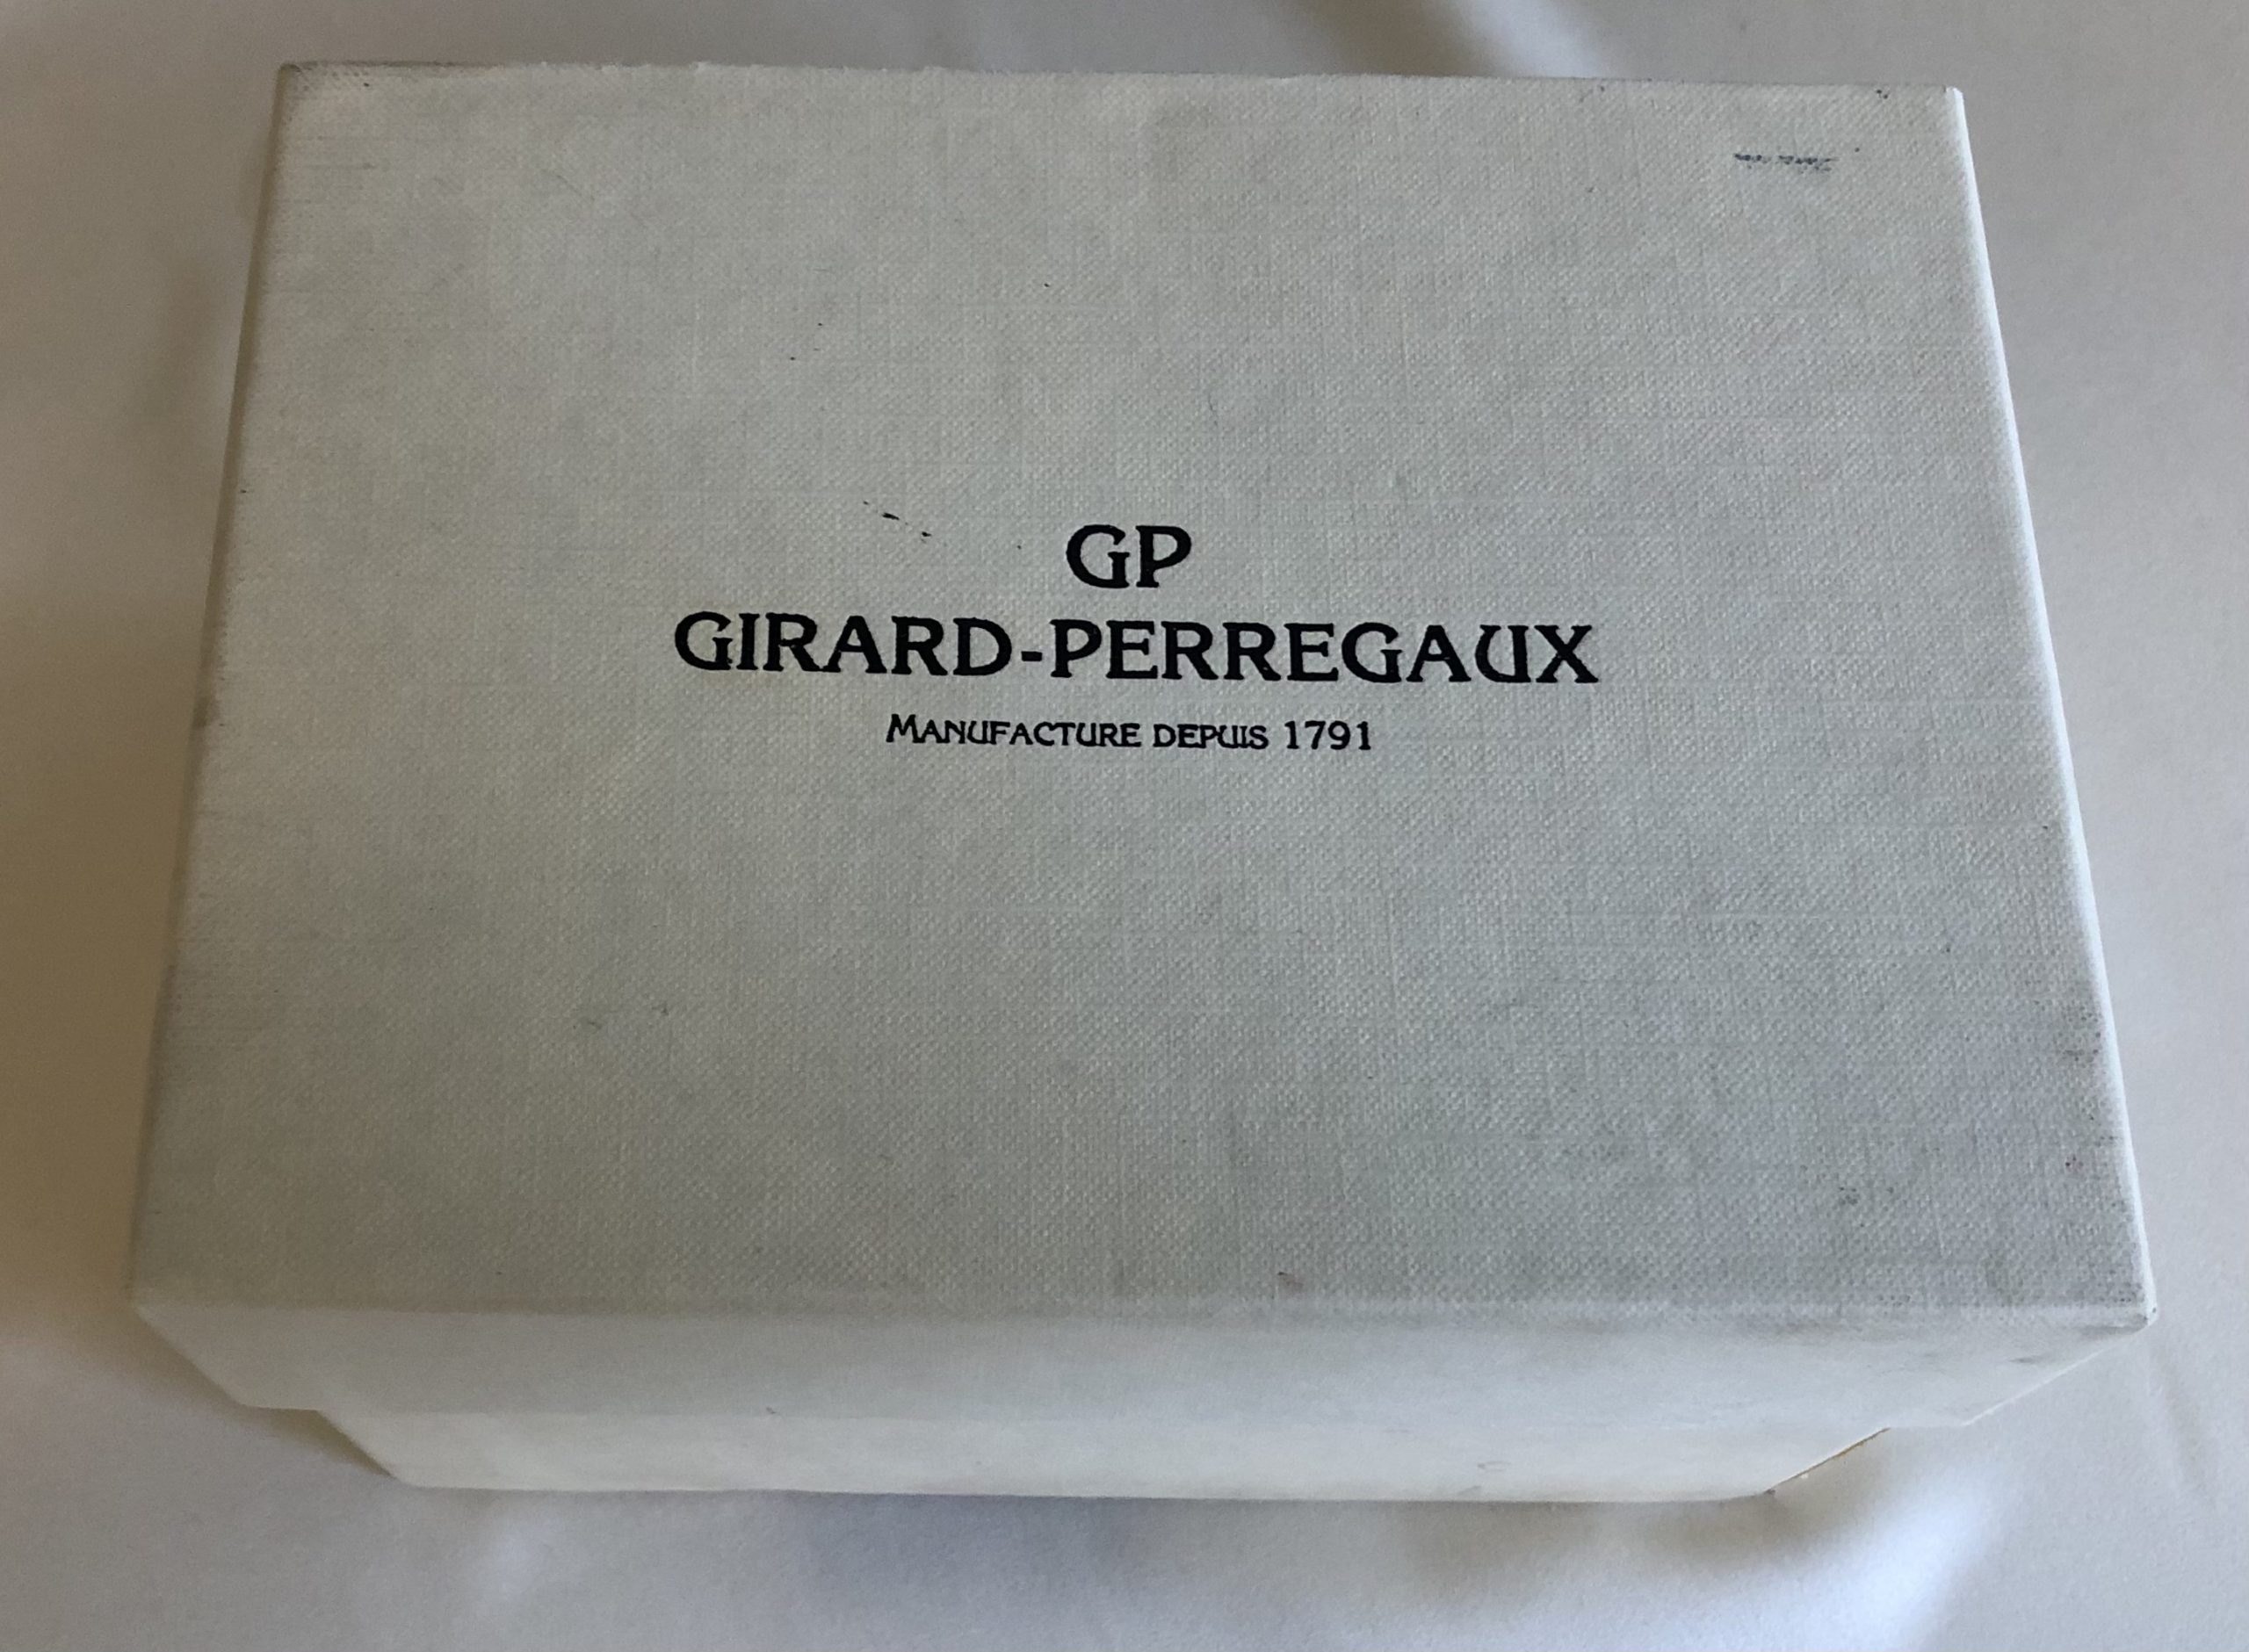 GP
GIRARD-PERREGAUX
MANUFACTURE DEPUIS 1791